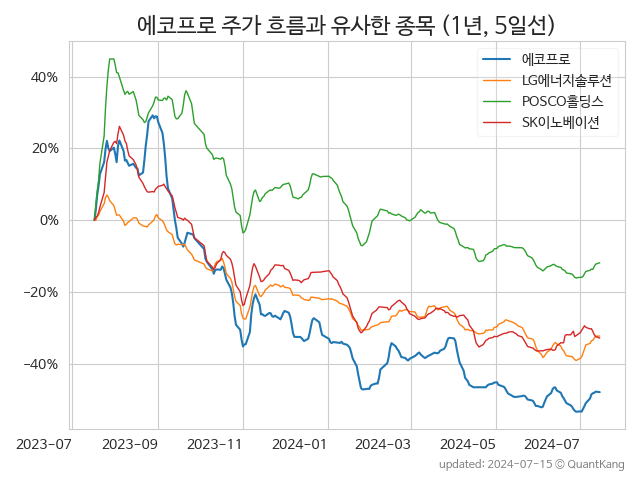 에코프로 주가 흐름과 유사한 종목 (1년, 5일선)
에코프로
LG에너지솔루션
POSCO홀딩스
SK이노베이션
40%
20%
0%
−20%
−40%
2023-07
2023-09
2023-11
2024-01
2024-03
2024-05
2024-07
updated: 2024-07-15 © QuantKang